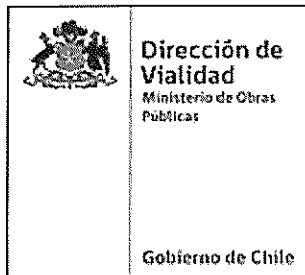 Dirección de
Vialidad
Ministerio de Obras
Públicas
Gobierno de Chile